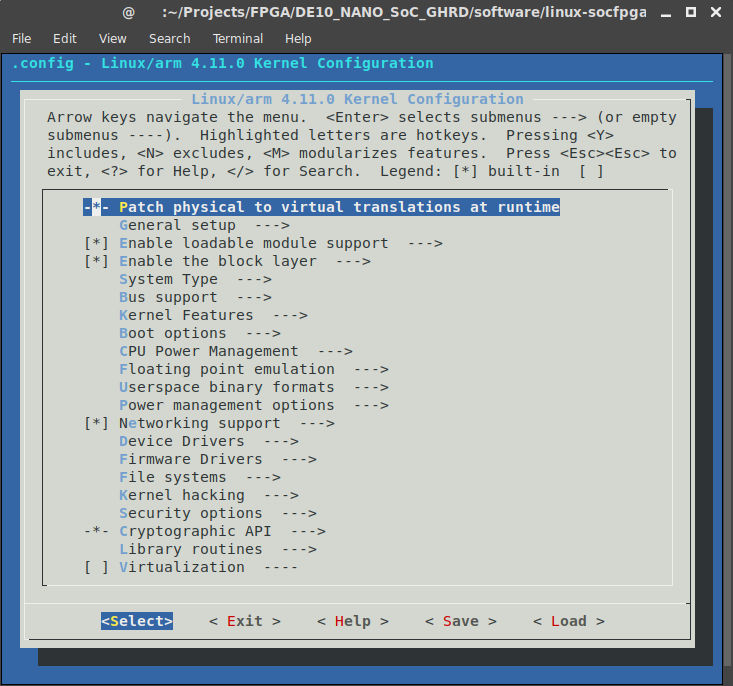 @ :~/Projects/FPGA/DE10_NANO_SoC_GHRD/software/linux-socfpga
File Edit View Search Terminal Help
.config - Linux/arm 4.11.0 Kernel Configuration
Linux/arm 4.11.0 Kernel Configuration
Arrow keys navigate the menu. <Enter> selects submenus ---> (or empty
submenus ----). Highlighted letters are hotkeys. Pressing <Y>
includes, <N> excludes, <M> modularizes features. Press <Esc><Esc> to
exit, <?> for Help, </> for Search. Legend: [*] built-in [ ]
-*- Patch physical to virtual translations at runtime
General setup --->
[*] Enable loadable module support --->
[*] Enable the block layer --->
System Type --->
Bus support --->
Kernel Features --->
Boot options --->
CPU Power Management --->
Floating point emulation --->
Userspace binary formats --->
Power management options --->
[*] Networking support --->
Device Drivers --->
Firmware Drivers --->
File systems --->
Kernel hacking --->
Security options --->
-*- Cryptographic API --->
Library routines --->
[ ] Virtualization ----
<Select> < Exit > < Help > < Save > < Load >